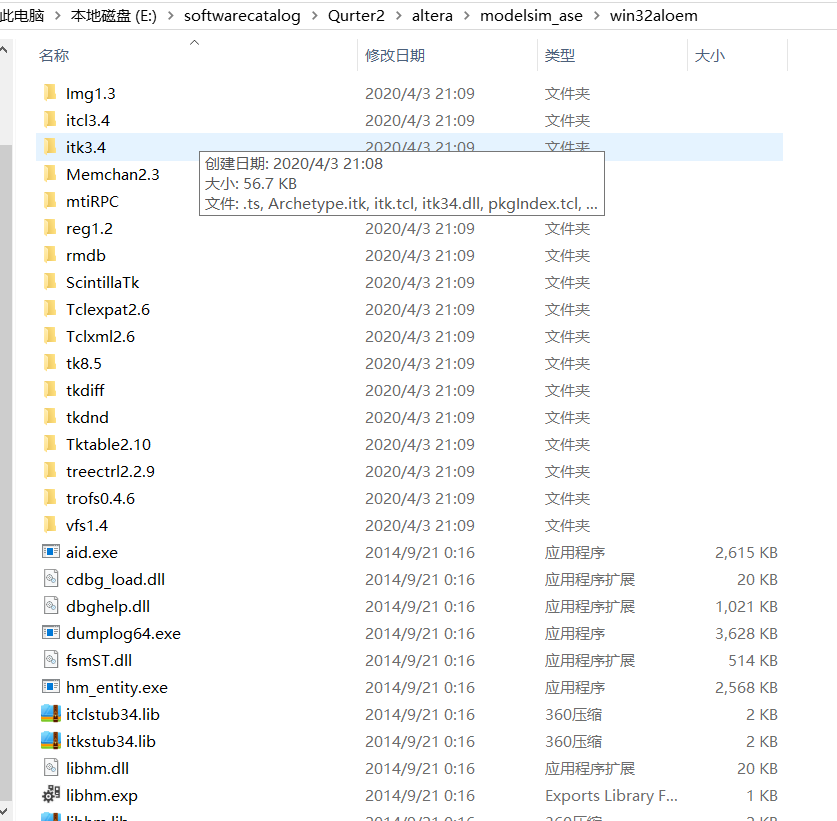 此电脑 > 本地磁盘 (E:) > softwarecatalog > Qurter2 > altera > modelsim_ase > win32aloem
名称 修改日期 类型 大小
Img1.3 2020/4/3 21:09 文件夹
itcl3.4 2020/4/3 21:09 文件夹
itk3.4 2020/4/3 21:09 文件夹
创建日期: 2020/4/3 21:08
大小: 56.7 KB
文件: .ts, Archetype.itk, itk.tcl, itk34.dll, pkgIndex.tcl, ...
Memchan2.3
mtiRPC
reg1.2 2020/4/3 21:09 文件夹
rmdb 2020/4/3 21:09 文件夹
ScintillaTk 2020/4/3 21:09 文件夹
Tclexpat2.6 2020/4/3 21:09 文件夹
Tclxml2.6 2020/4/3 21:09 文件夹
tk8.5 2020/4/3 21:09 文件夹
tkdiff 2020/4/3 21:09 文件夹
tkdnd 2020/4/3 21:09 文件夹
Tktable2.10 2020/4/3 21:09 文件夹
treectrl2.2.9 2020/4/3 21:09 文件夹
trofs0.4.6 2020/4/3 21:09 文件夹
vfs1.4 2020/4/3 21:09 文件夹
aid.exe 2014/9/21 0:16 应用程序 2,615 KB
cdbg_load.dll 2014/9/21 0:16 应用程序扩展 20 KB
dbghelp.dll 2014/9/21 0:16 应用程序扩展 1,021 KB
dumplog64.exe 2014/9/21 0:16 应用程序 3,628 KB
fsmST.dll 2014/9/21 0:16 应用程序扩展 514 KB
hm_entity.exe 2014/9/21 0:16 应用程序 2,568 KB
itclstub34.lib 2014/9/21 0:16 360压缩 2 KB
itkstub34.lib 2014/9/21 0:16 360压缩 2 KB
libhm.dll 2014/9/21 0:16 应用程序扩展 20 KB
libhm.exp 2014/9/21 0:16 Exports Library F... 1 KB
libhm.lib 2014/9/21 0:16 360压缩 2 KB